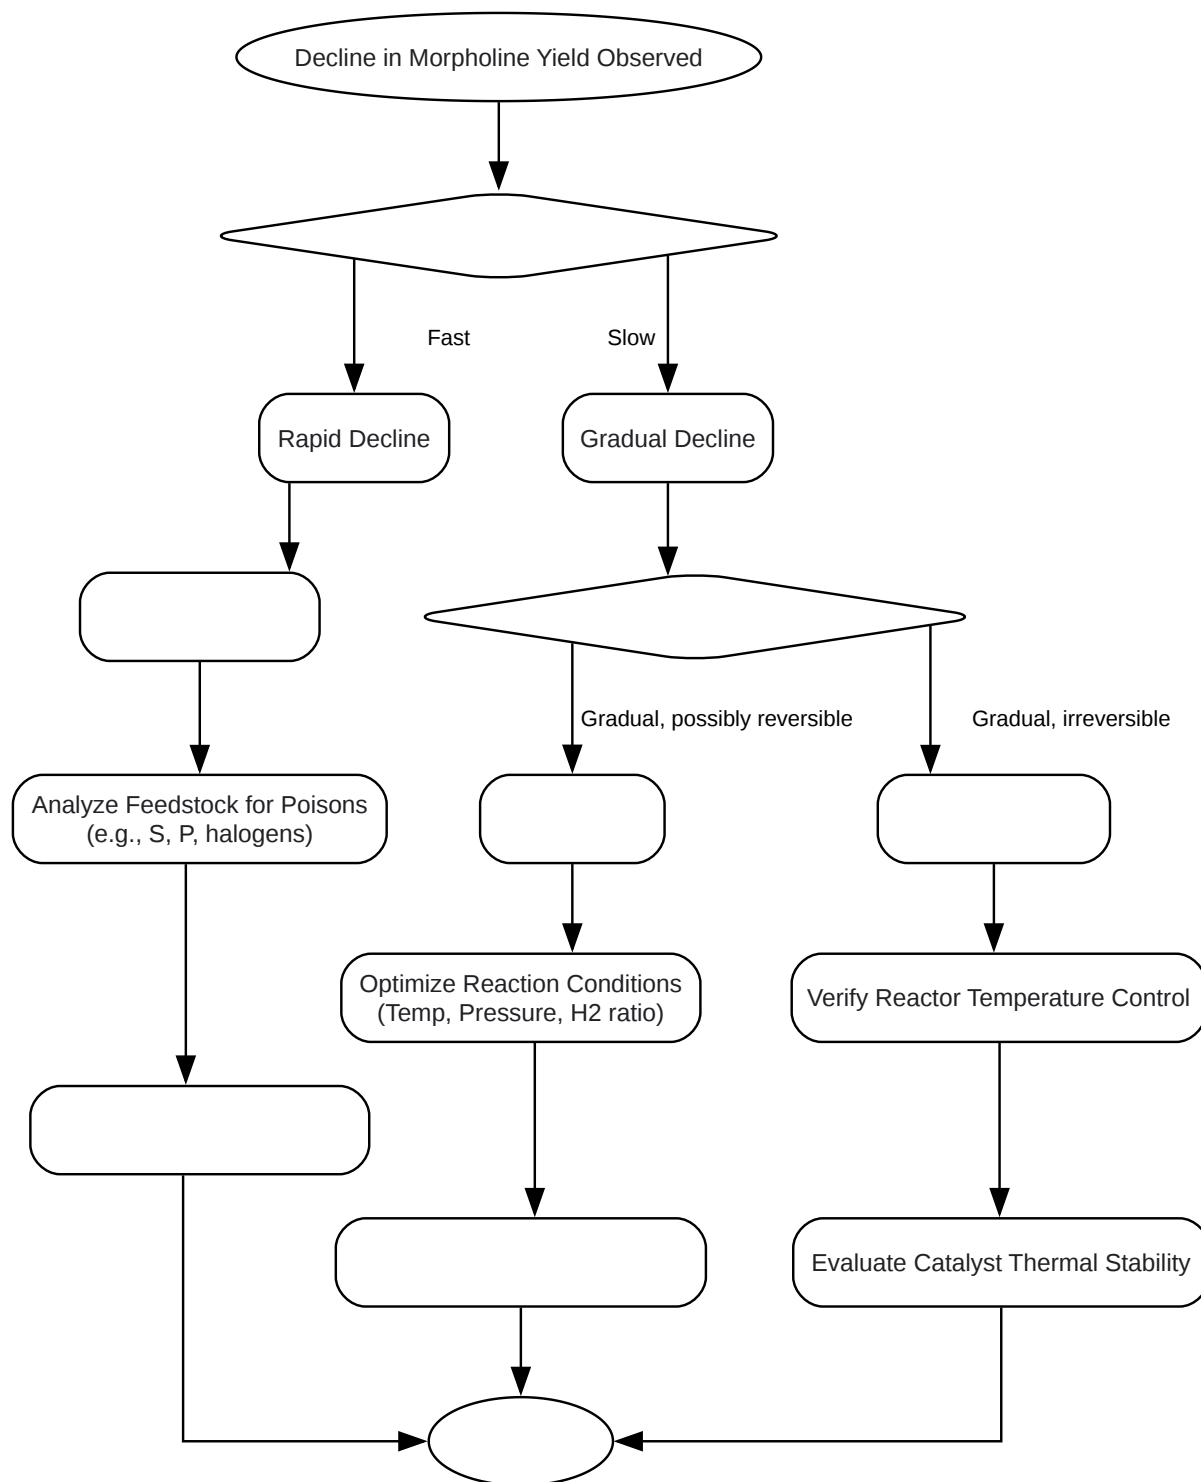 Decline in Morpholine Yield Observed
Fast
Slow
Rapid Decline
Gradual Decline
Gradual, possibly reversible
Gradual, irreversible
Analyze Feedstock for Poisons
(e.g., S, P, halogens)
Optimize Reaction Conditions
(Temp, Pressure, H2 ratio)
Verify Reactor Temperature Control
Evaluate Catalyst Thermal Stability